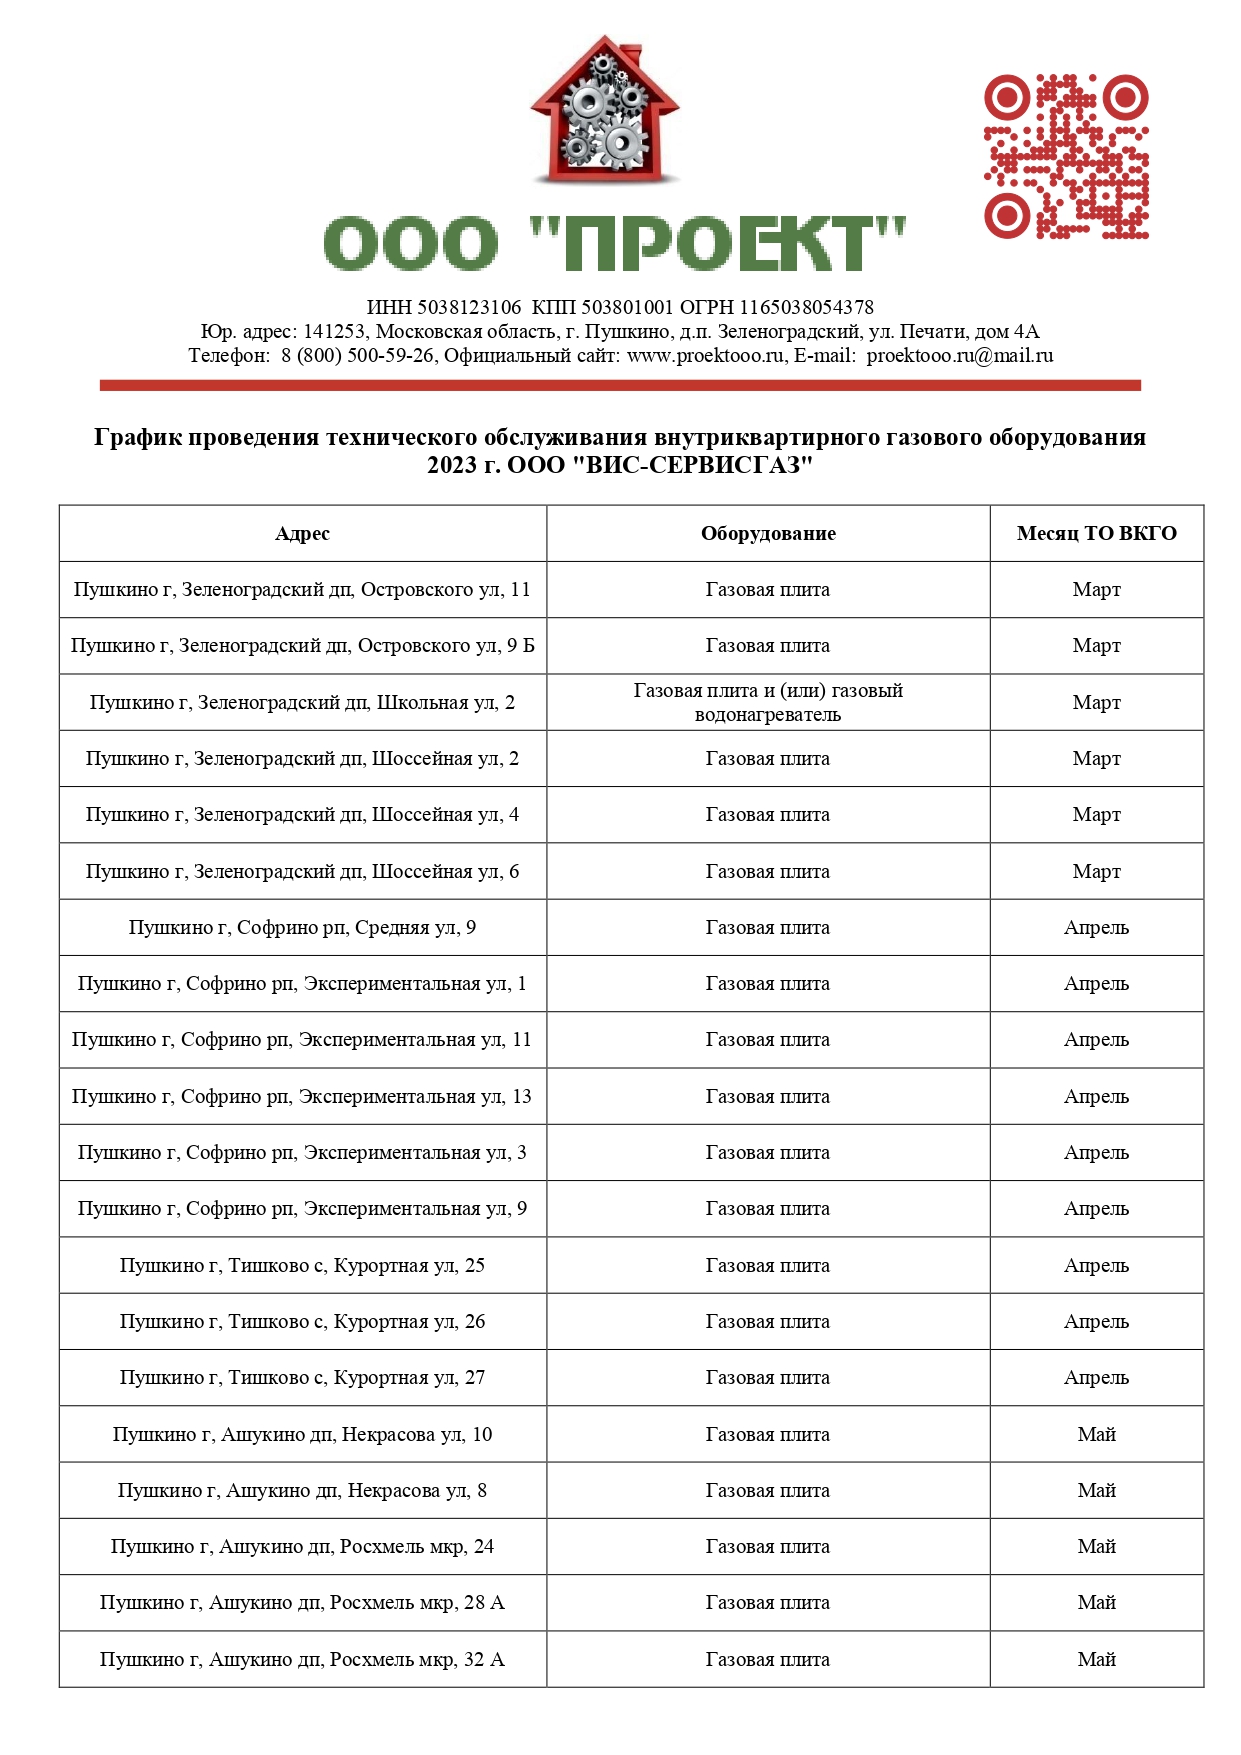 ООО "ПРОЕКТ"
ИНН 5038123106  КПП 503801001 ОГРН 1165038054378
Юр. адрес: 141253, Московская область, г. Пушкино, д.п. Зеленоградский, ул. Печати, дом 4А
Телефон:  8 (800) 500-59-26, Официальный сайт: www.proektooo.ru, E-mail:  proektooo.ru@mail.ru
График проведения технического обслуживания внутриквартирного газового оборудования
2023 г. ООО "ВИС-СЕРВИСГАЗ"
Адрес Оборудование Месяц ТО ВКГО
Пушкино г, Зеленоградский дп, Островского ул, 11 Газовая плита Март
Пушкино г, Зеленоградский дп, Островского ул, 9 Б Газовая плита Март
Пушкино г, Зеленоградский дп, Школьная ул, 2 Газовая плита и (или) газовый
водонагреватель Март
Пушкино г, Зеленоградский дп, Шоссейная ул, 2 Газовая плита Март
Пушкино г, Зеленоградский дп, Шоссейная ул, 4 Газовая плита Март
Пушкино г, Зеленоградский дп, Шоссейная ул, 6 Газовая плита Март
Пушкино г, Софрино рп, Средняя ул, 9 Газовая плита Апрель
Пушкино г, Софрино рп, Экспериментальная ул, 1 Газовая плита Апрель
Пушкино г, Софрино рп, Экспериментальная ул, 11 Газовая плита Апрель
Пушкино г, Софрино рп, Экспериментальная ул, 13 Газовая плита Апрель
Пушкино г, Софрино рп, Экспериментальная ул, 3 Газовая плита Апрель
Пушкино г, Софрино рп, Экспериментальная ул, 9 Газовая плита Апрель
Пушкино г, Тишково с, Курортная ул, 25 Газовая плита Апрель
Пушкино г, Тишково с, Курортная ул, 26 Газовая плита Апрель
Пушкино г, Тишково с, Курортная ул, 27 Газовая плита Апрель
Пушкино г, Ашукино дп, Некрасова ул, 10 Газовая плита Май
Пушкино г, Ашукино дп, Некрасова ул, 8 Газовая плита Май
Пушкино г, Ашукино дп, Росхмель мкр, 24 Газовая плита Май
Пушкино г, Ашукино дп, Росхмель мкр, 28 А Газовая плита Май
Пушкино г, Ашукино дп, Росхмель мкр, 32 А Газовая плита Май